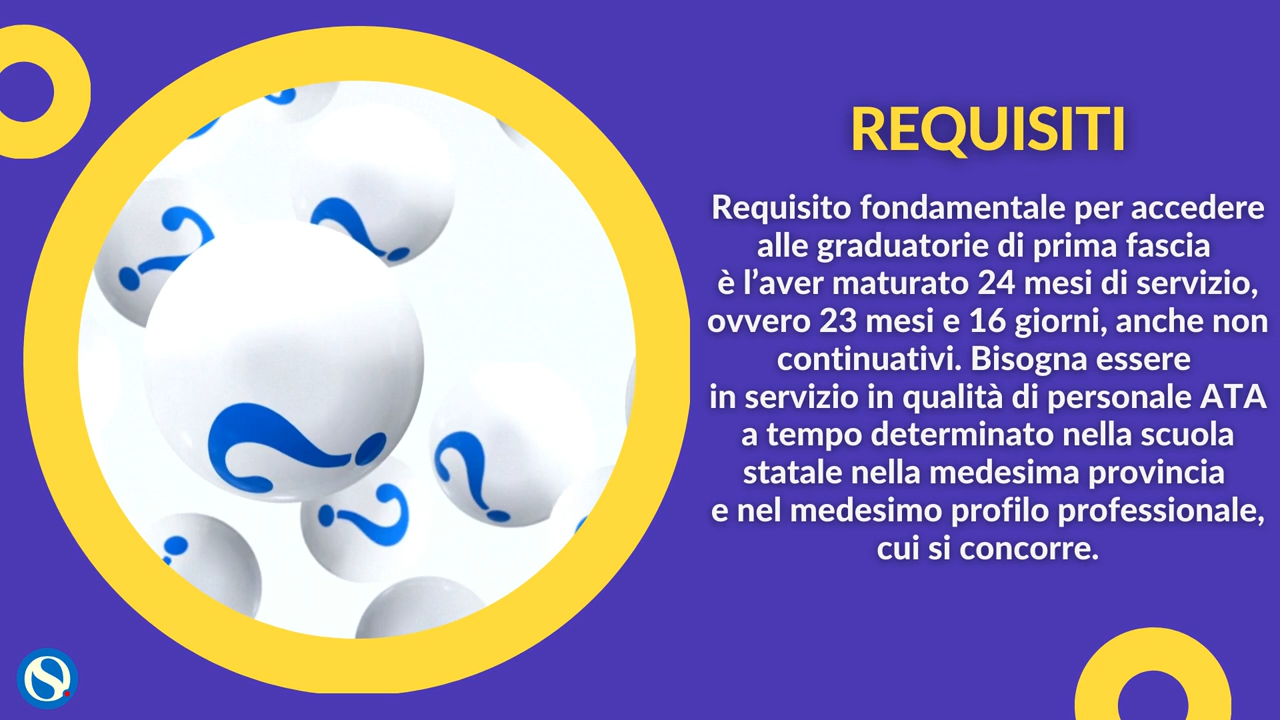 REQUISITI
Requisito fondamentale per accedere
alle graduatorie di prima fascia
è l’aver maturato 24 mesi di servizio,
ovvero 23 mesi e 16 giorni, anche non
continuativi. Bisogna essere
in servizio in qualità di personale ATA
a tempo determinato nella scuola
statale nella medesima provincia
e nel medesimo profilo professionale,
cui si concorre.